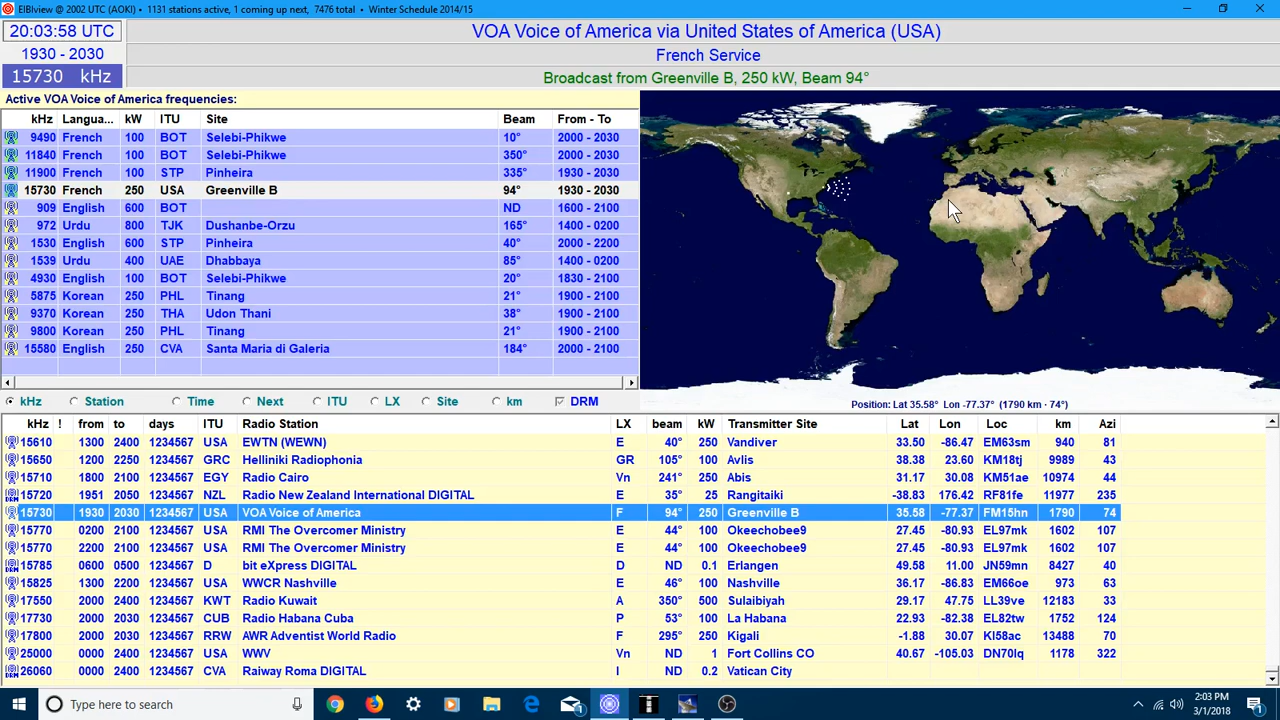 EIBIview @ 2002 UTC (AOKI)  •  1131 stations active, 1 coming up next,  7476 total  •  Winter Schedule 2014/15
20:03:58 UTC
1930 - 2030
15730 kHz
VOA Voice of America via United States of America (USA)
French Service
Broadcast from Greenville B, 250 kW, Beam 94°
Active VOA Voice of America frequencies:
kHz Langua... kW ITU Site Beam From - To
9490 French 100 BOT Selebi-Phikwe 10° 2000 - 2030
11840 French 100 BOT Selebi-Phikwe 350° 2000 - 2030
11900 French 100 STP Pinheira 335° 2000 - 2030
15730 French 250 USA Greenville B 94° 1930 - 2030
909 English 600 BOT ND 1600 - 2100
972 Urdu 800 TJK Dushanbe-Orzu 165° 1400 - 0200
1530 English 600 STP Pinheira 40° 2000 - 2200
1539 Urdu 400 UAE Dhabbaya 85° 1400 - 0200
4930 English 100 BOT Selebi-Phikwe 20° 1830 - 2100
5875 Korean 250 PHL Tinang 21° 1900 - 2100
9370 Korean 250 THA Udon Thani 38° 1900 - 2100
9800 Korean 250 PHL Tinang 21° 1900 - 2100
15580 English 250 CVA Santa Maria di Galeria 184° 2000 - 2100
Position: Lat 35.58° Lon -77.37° (1790 km · 74°)
kHz Station Time Next ITU LX Site km DRM
kHz ! from to days ITU Radio Station LX beam kW Transmitter Site Lat Lon Loc km Azi
15610 1300 2400 1234567 USA EWTN (WEWN) E 40° 250 Vandiver 33.50 -86.47 EM63sm 940 81
15650 1200 2250 1234567 GRC Helliniki Radiophonia GR 105° 100 Avlis 38.38 23.60 KM18tj 9989 43
15710 1800 2100 1234567 EGY Radio Cairo Vn 241° 250 Abis 31.17 30.08 KM51ae 10974 44
DRM 15720 1951 2050 1234567 NZL Radio New Zealand International DIGITAL E 35° 25 Rangitaiki -38.83 176.42 RF81fe 11977 235
15730 1930 2030 1234567 USA VOA Voice of America F 94° 250 Greenville B 35.58 -77.37 FM15hn 1790 74
15770 0200 2100 1234567 USA RMI The Overcomer Ministry E 44° 100 Okeechobee9 27.45 -80.93 EL97mk 1602 107
15770 2200 2100 1234567 USA RMI The Overcomer Ministry E 44° 100 Okeechobee9 27.45 -80.93 EL97mk 1602 107
DRM 15785 0600 0500 1234567 D bit eXpress DIGITAL D ND 0.1 Erlangen 49.58 11.00 JN59mn 8427 40
15825 1300 2200 1234567 USA WWCR Nashville E 46° 100 Nashville 36.17 -86.83 EM66oe 973 63
17550 2000 2400 1234567 KWT Radio Kuwait A 350° 500 Sulaibiyah 29.17 47.75 LL39ve 12183 33
17730 2000 2400 1234567 CUB Radio Habana Cuba P 53° 100 La Habana 22.93 -82.38 EL82tw 1752 124
17800 2000 2030 1234567 RRW AWR Adventist World Radio F 295° 250 Kigali -1.88 30.07 KI58ac 13488 70
25000 0000 2400 1234567 USA WWV Vn ND 1 Fort Collins CO 40.67 -105.03 DN70lq 1178 322
DRM 26060 0000 2400 1234567 CVA Raiway Roma DIGITAL I ND 0.2 Vatican City
Type here to search
2:03 PM
3/1/2018